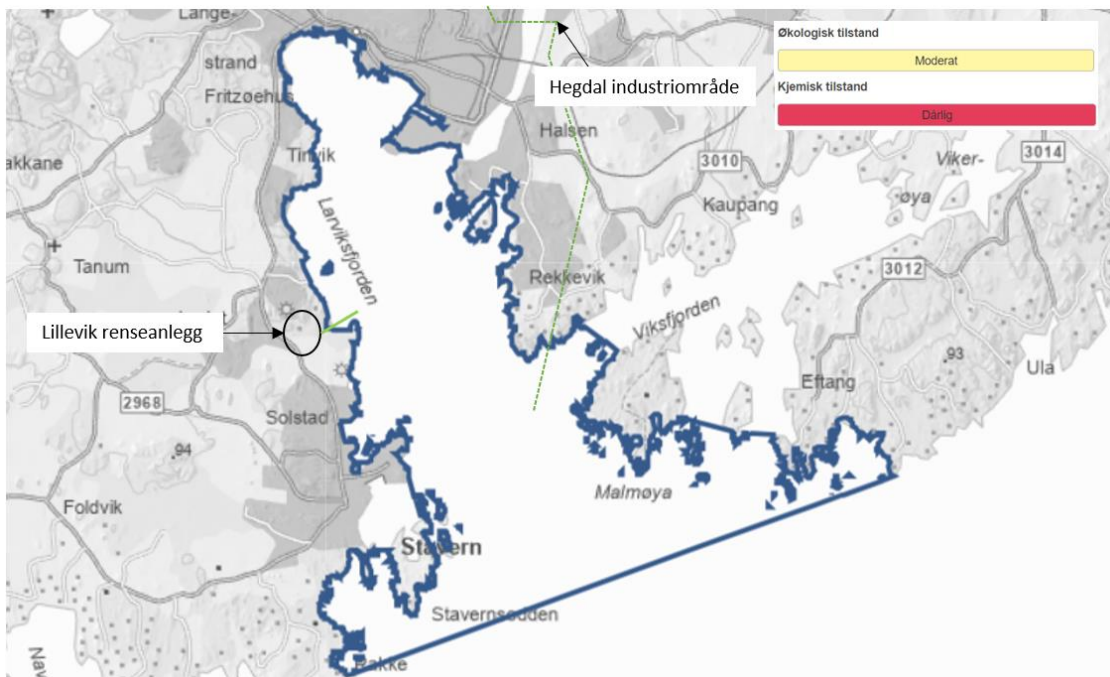 Lange-
strand
Fritzøehus
akkane
Tinvik
Larviksfjorden
Tanum
Lillevik renseanlegg
2968
Solstad
94
Foldvik
Stavern
Stavernsodden
Rakke
Nav
Hegdal industriområde
Halsen
3010
Kaupang
Rekkevik
Viksfjorden
Malmøya
Økologisk tilstand
Moderat
Kjemisk tilstand
Dårlig
Viker-
øya
3014
3012
93
Eftang
Ula